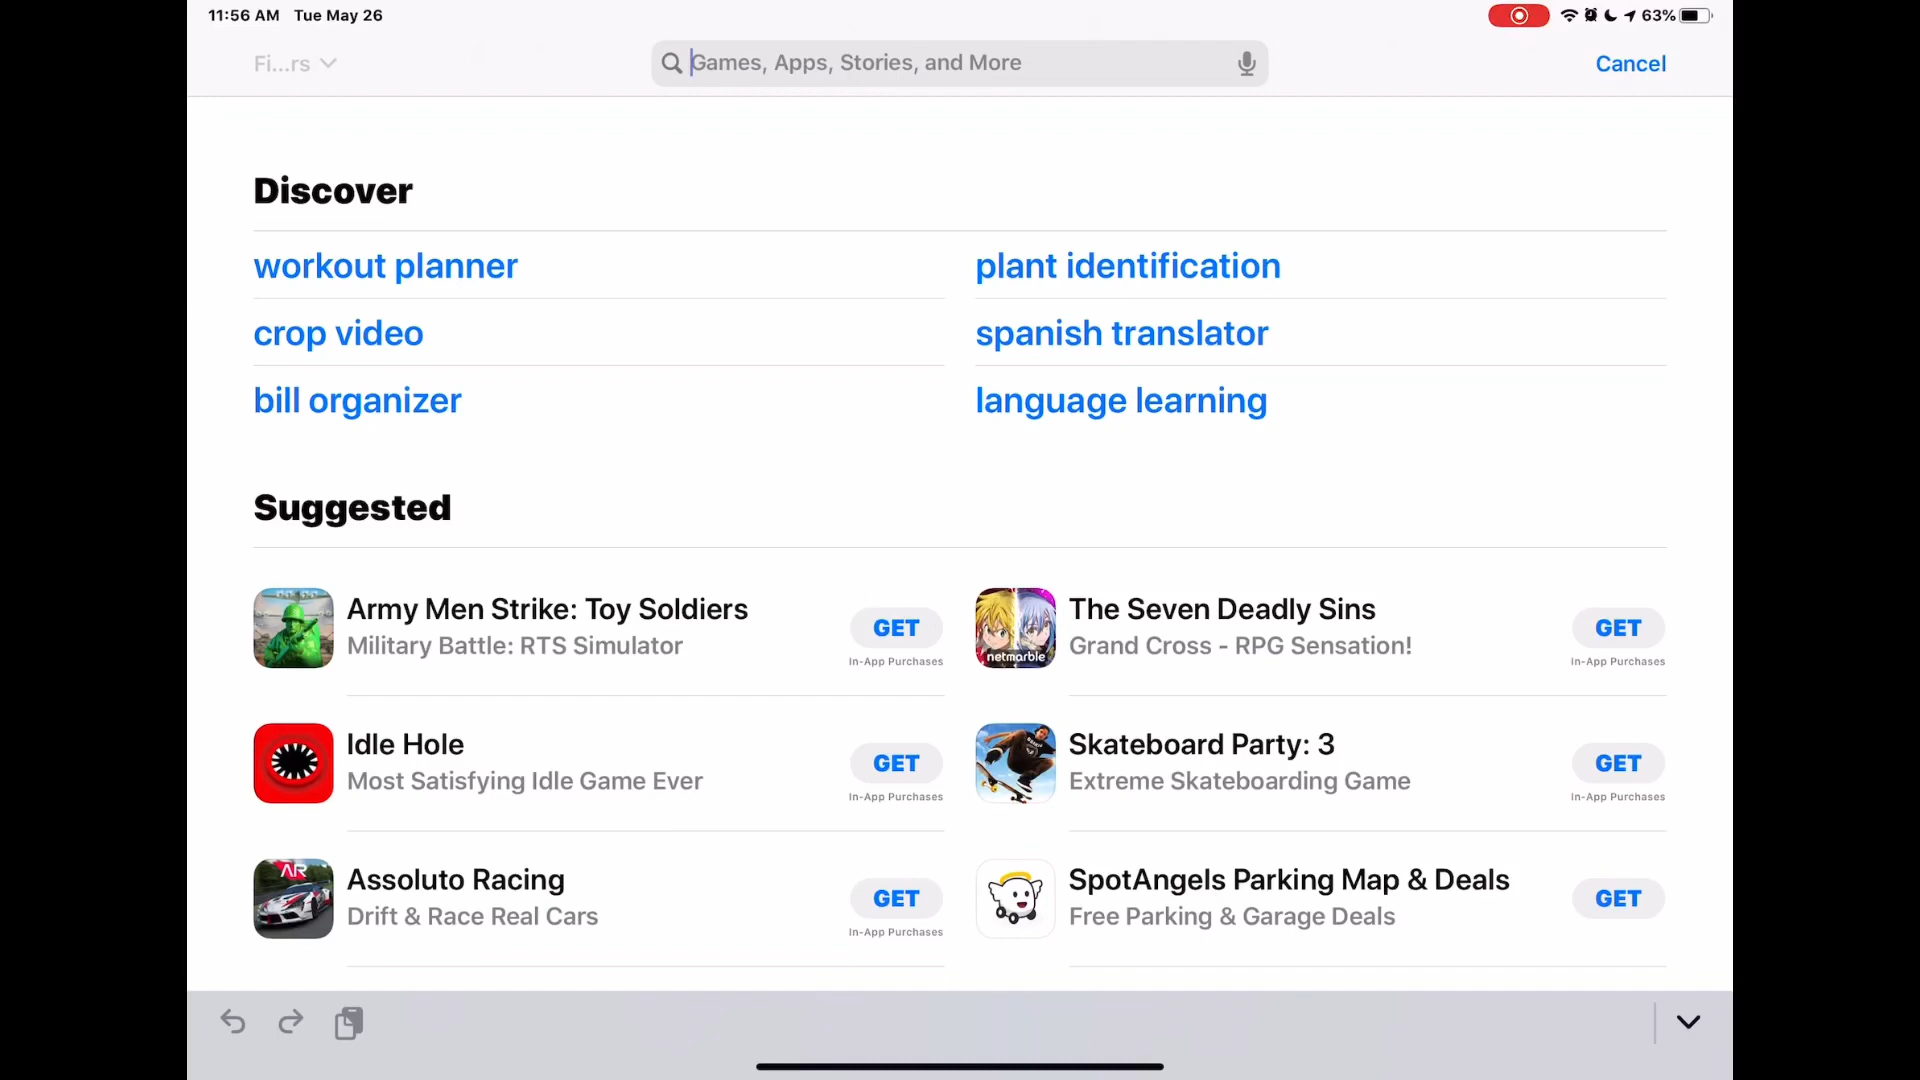 11:56 AM Tue May 26
63%
Fi...rs
Games, Apps, Stories, and More
Cancel
Discover
workout planner
plant identification
crop video
spanish translator
bill organizer
language learning
Suggested
Army Men Strike: Toy Soldiers
Military Battle: RTS Simulator
GET
In-App Purchases
netmarble
The Seven Deadly Sins
Grand Cross - RPG Sensation!
GET
In-App Purchases
Idle Hole
Most Satisfying Idle Game Ever
GET
In-App Purchases
Skateboard Party: 3
Extreme Skateboarding Game
GET
In-App Purchases
AR
Assoluto Racing
Drift & Race Real Cars
GET
In-App Purchases
SpotAngels Parking Map & Deals
Free Parking & Garage Deals
GET